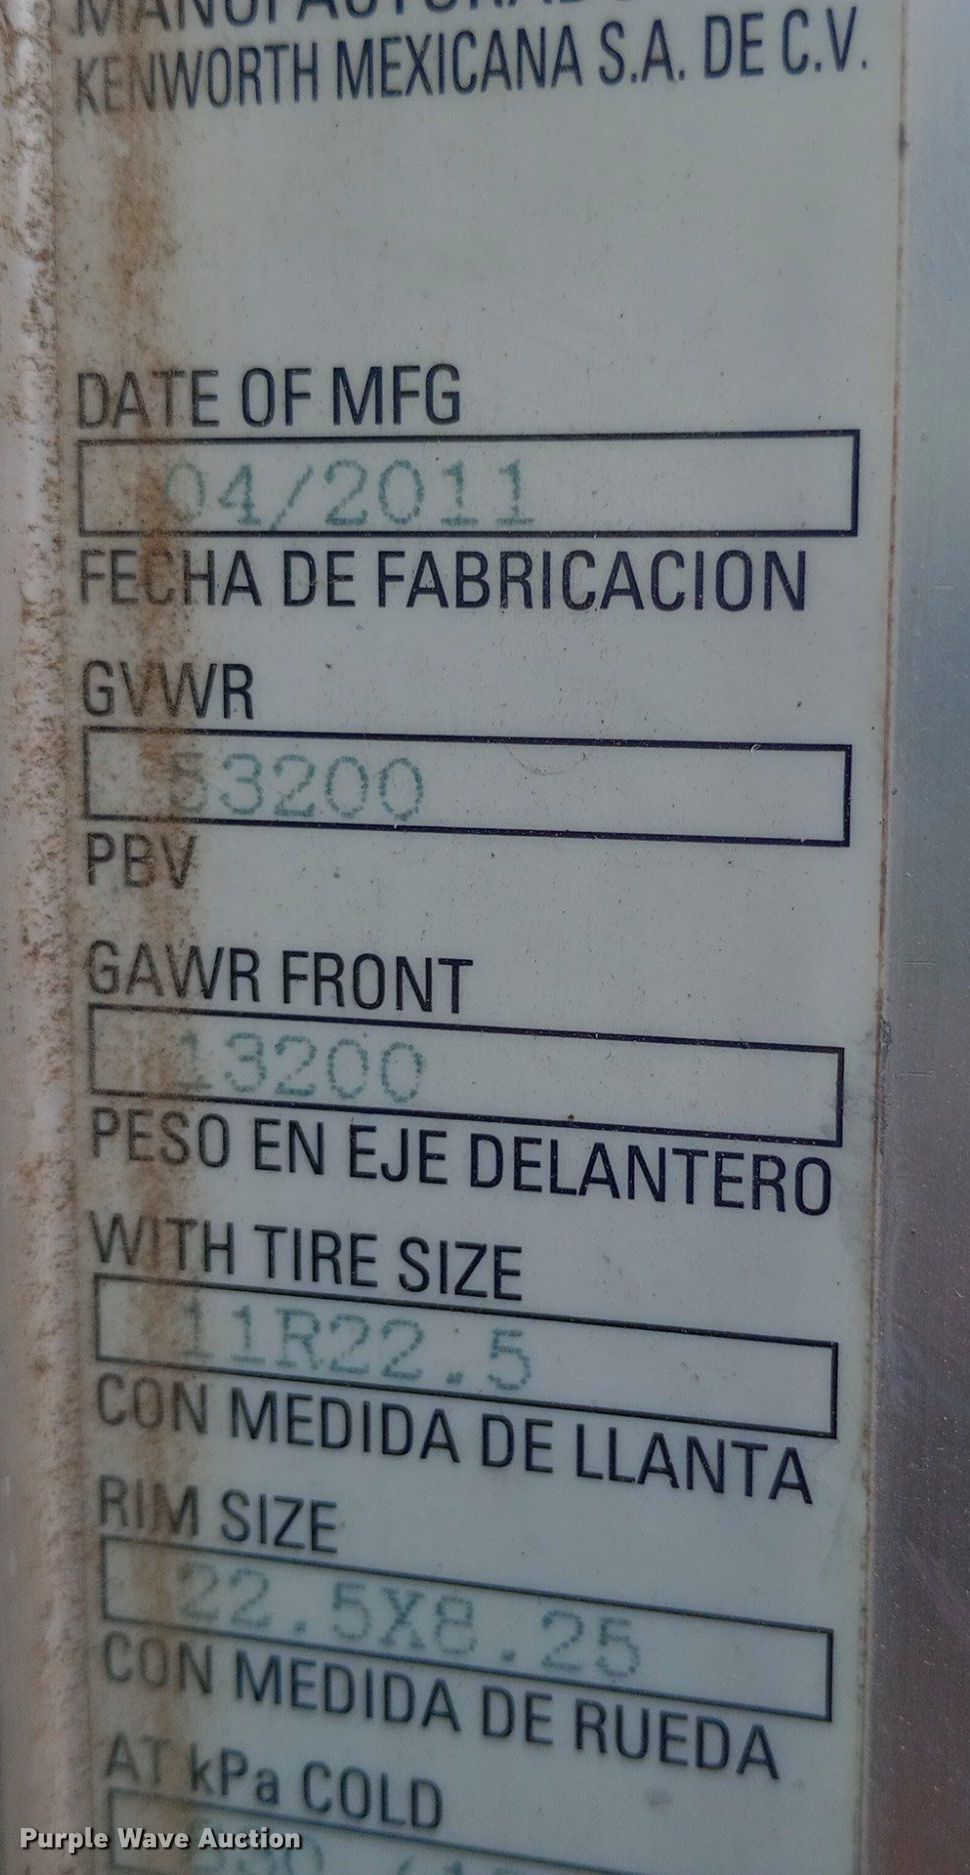 KENWORTH MEXICANA S.A. DE C.V.
DATE OF MFG
04/2011
FECHA DE FABRICACION
GVWR
53200
PBV
GAWR FRONT
13200
PESO EN EJE DELANTERO
WITH TIRE SIZE
11R22.5
CON MEDIDA DE LLANTA
RIM SIZE
22.5X8.25
CON MEDIDA DE RUEDA
AT kPa COLD
Purple Wave Auction